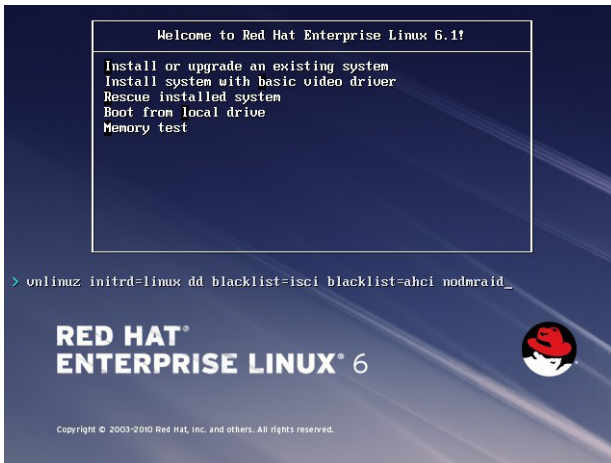 Welcome to Red Hat Enterprise Linux 6.1!
Install or upgrade an existing system
Install system with basic video driver
Rescue installed system
Boot from local drive
Memory test
> vmlinuz initrd=linux dd blacklist=isci blacklist=ahci nodmraid_
RED HAT®
ENTERPRISE LINUX® 6
Copyright © 2003-2010 Red Hat, Inc. and others. All rights reserved.